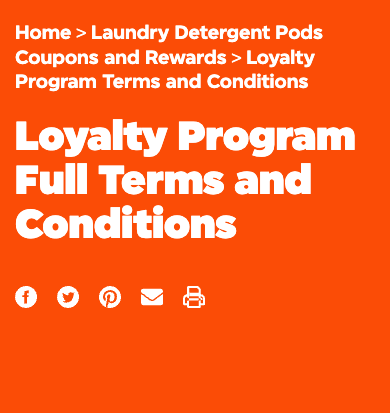 Home > Laundry Detergent Pods
Coupons and Rewards > Loyalty
Program Terms and Conditions
Loyalty Program
Full Terms and
Conditions